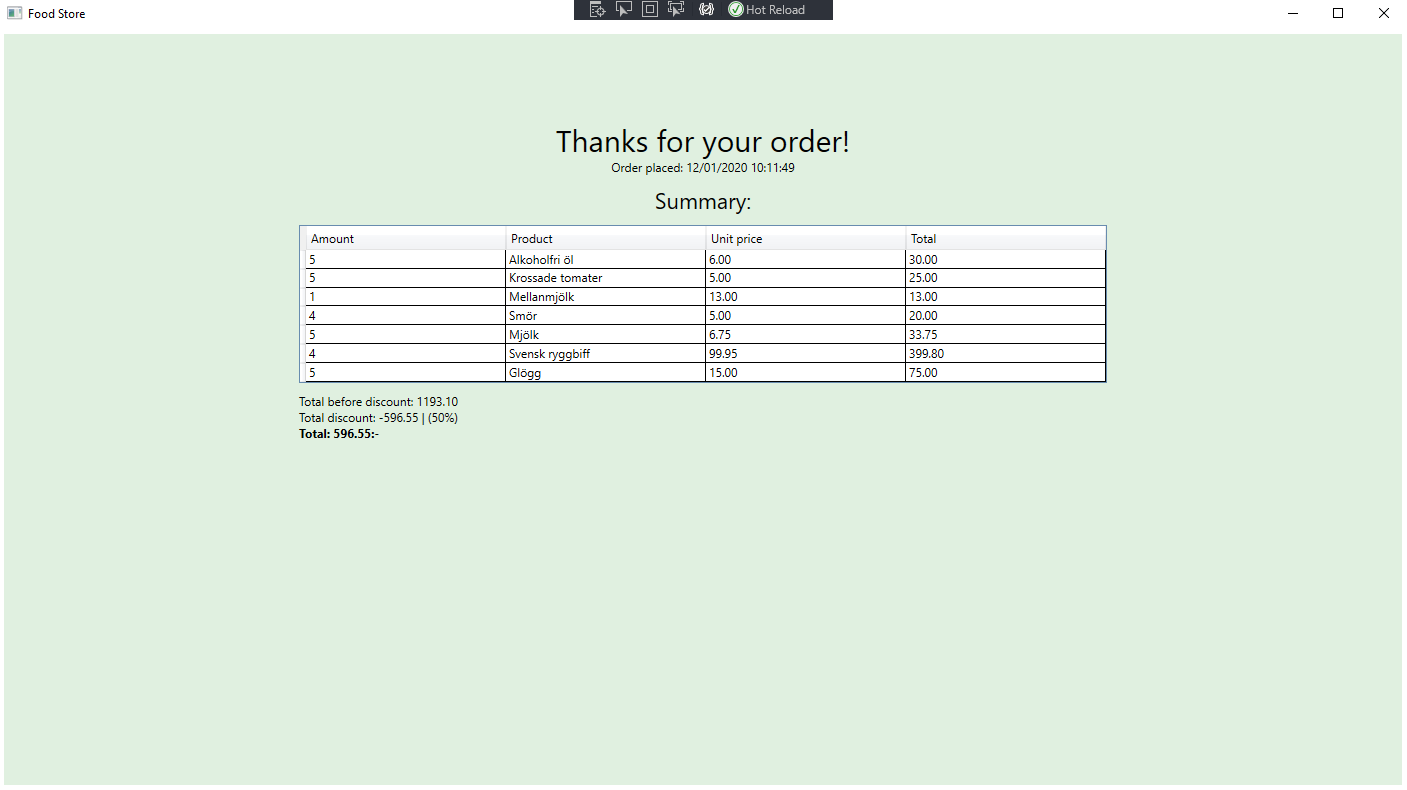 Food Store
Hot Reload
Thanks for your order!
Order placed: 12/01/2020 10:11:49
Summary:
Amount Product Unit price Total
5 Alkoholfri öl 6.00 30.00
5 Krossade tomater 5.00 25.00
1 Mellanmjölk 13.00 13.00
4 Smör 5.00 20.00
5 Mjölk 6.75 33.75
4 Svensk ryggbiff 99.95 399.80
5 Glögg 15.00 75.00
Total before discount: 1193.10
Total discount: -596.55 | (50%)
Total: 596.55:-